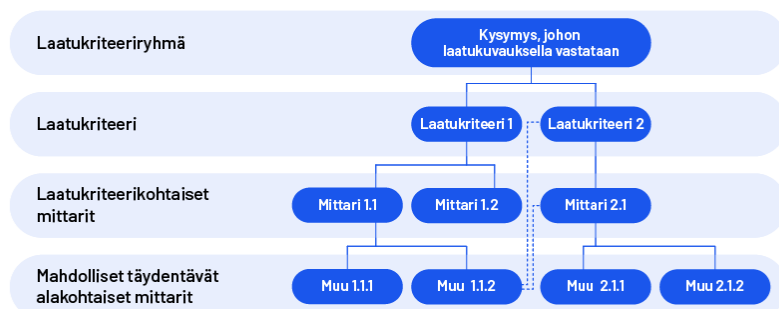 Laatukriteeriryhmä
Kysymys, johon
laatukuvauksella vastataan
Laatukriteeri
Laatukriteeri 1
Laatukriteeri 2
Laatukriteerikohtaiset
mittarit
Mittari 1.1
Mittari 1.2
Mittari 2.1
Mahdolliset täydentävät
alakohtaiset mittarit
Muu 1.1.1
Muu 1.1.2
Muu 2.1.1
Muu 2.1.2